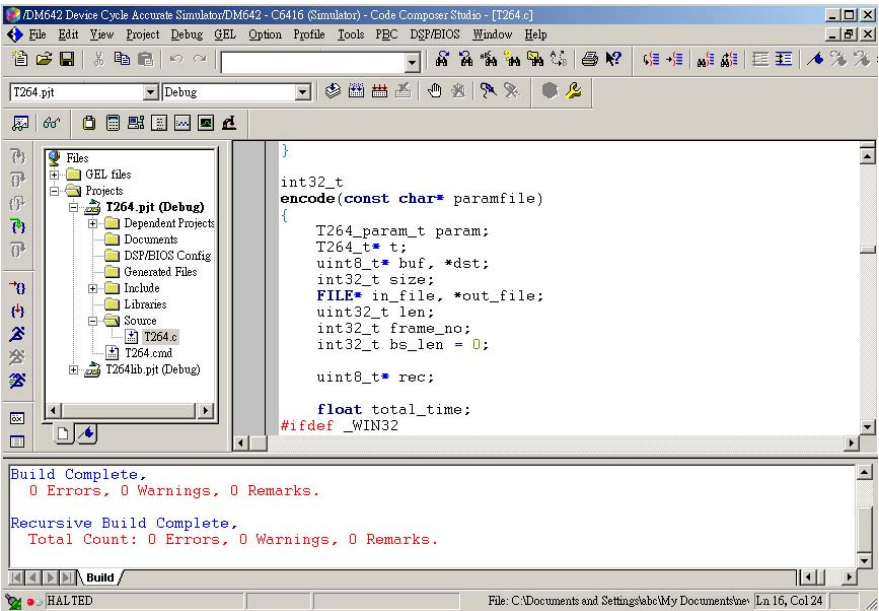 /DM642 Device Cycle Accurate Simulator/DM642 - C6416 (Simulator) - Code Composer Studio - [T264.c]
File Edit View Project Debug GEL Option Profile Tools PBC DSP/BIOS Window Help
T264.pjt Debug
Files
GEL files
Projects
T264.pjt (Debug)
Dependent Projects
Documents
DSP/BIOS Config
Generated Files
Include
Libraries
Source
T264.c
T264.cmd
T264lib.pjt (Debug)
}
int32_t
encode(const char* paramfile)
{
T264_param_t param;
T264_t* t;
uint8_t* buf, *dst;
int32_t size;
FILE* in_file, *out_file;
uint32_t len;
int32_t frame_no;
int32_t bs_len = 0;
uint8_t* rec;
float total_time;
#ifdef _WIN32
Build Complete,
0 Errors, 0 Warnings, 0 Remarks.
Recursive Build Complete,
Total Count: 0 Errors, 0 Warnings, 0 Remarks.
Build
HALTED File: C:\Documents and Settings\abc\My Documents\ne Ln 16, Col 24